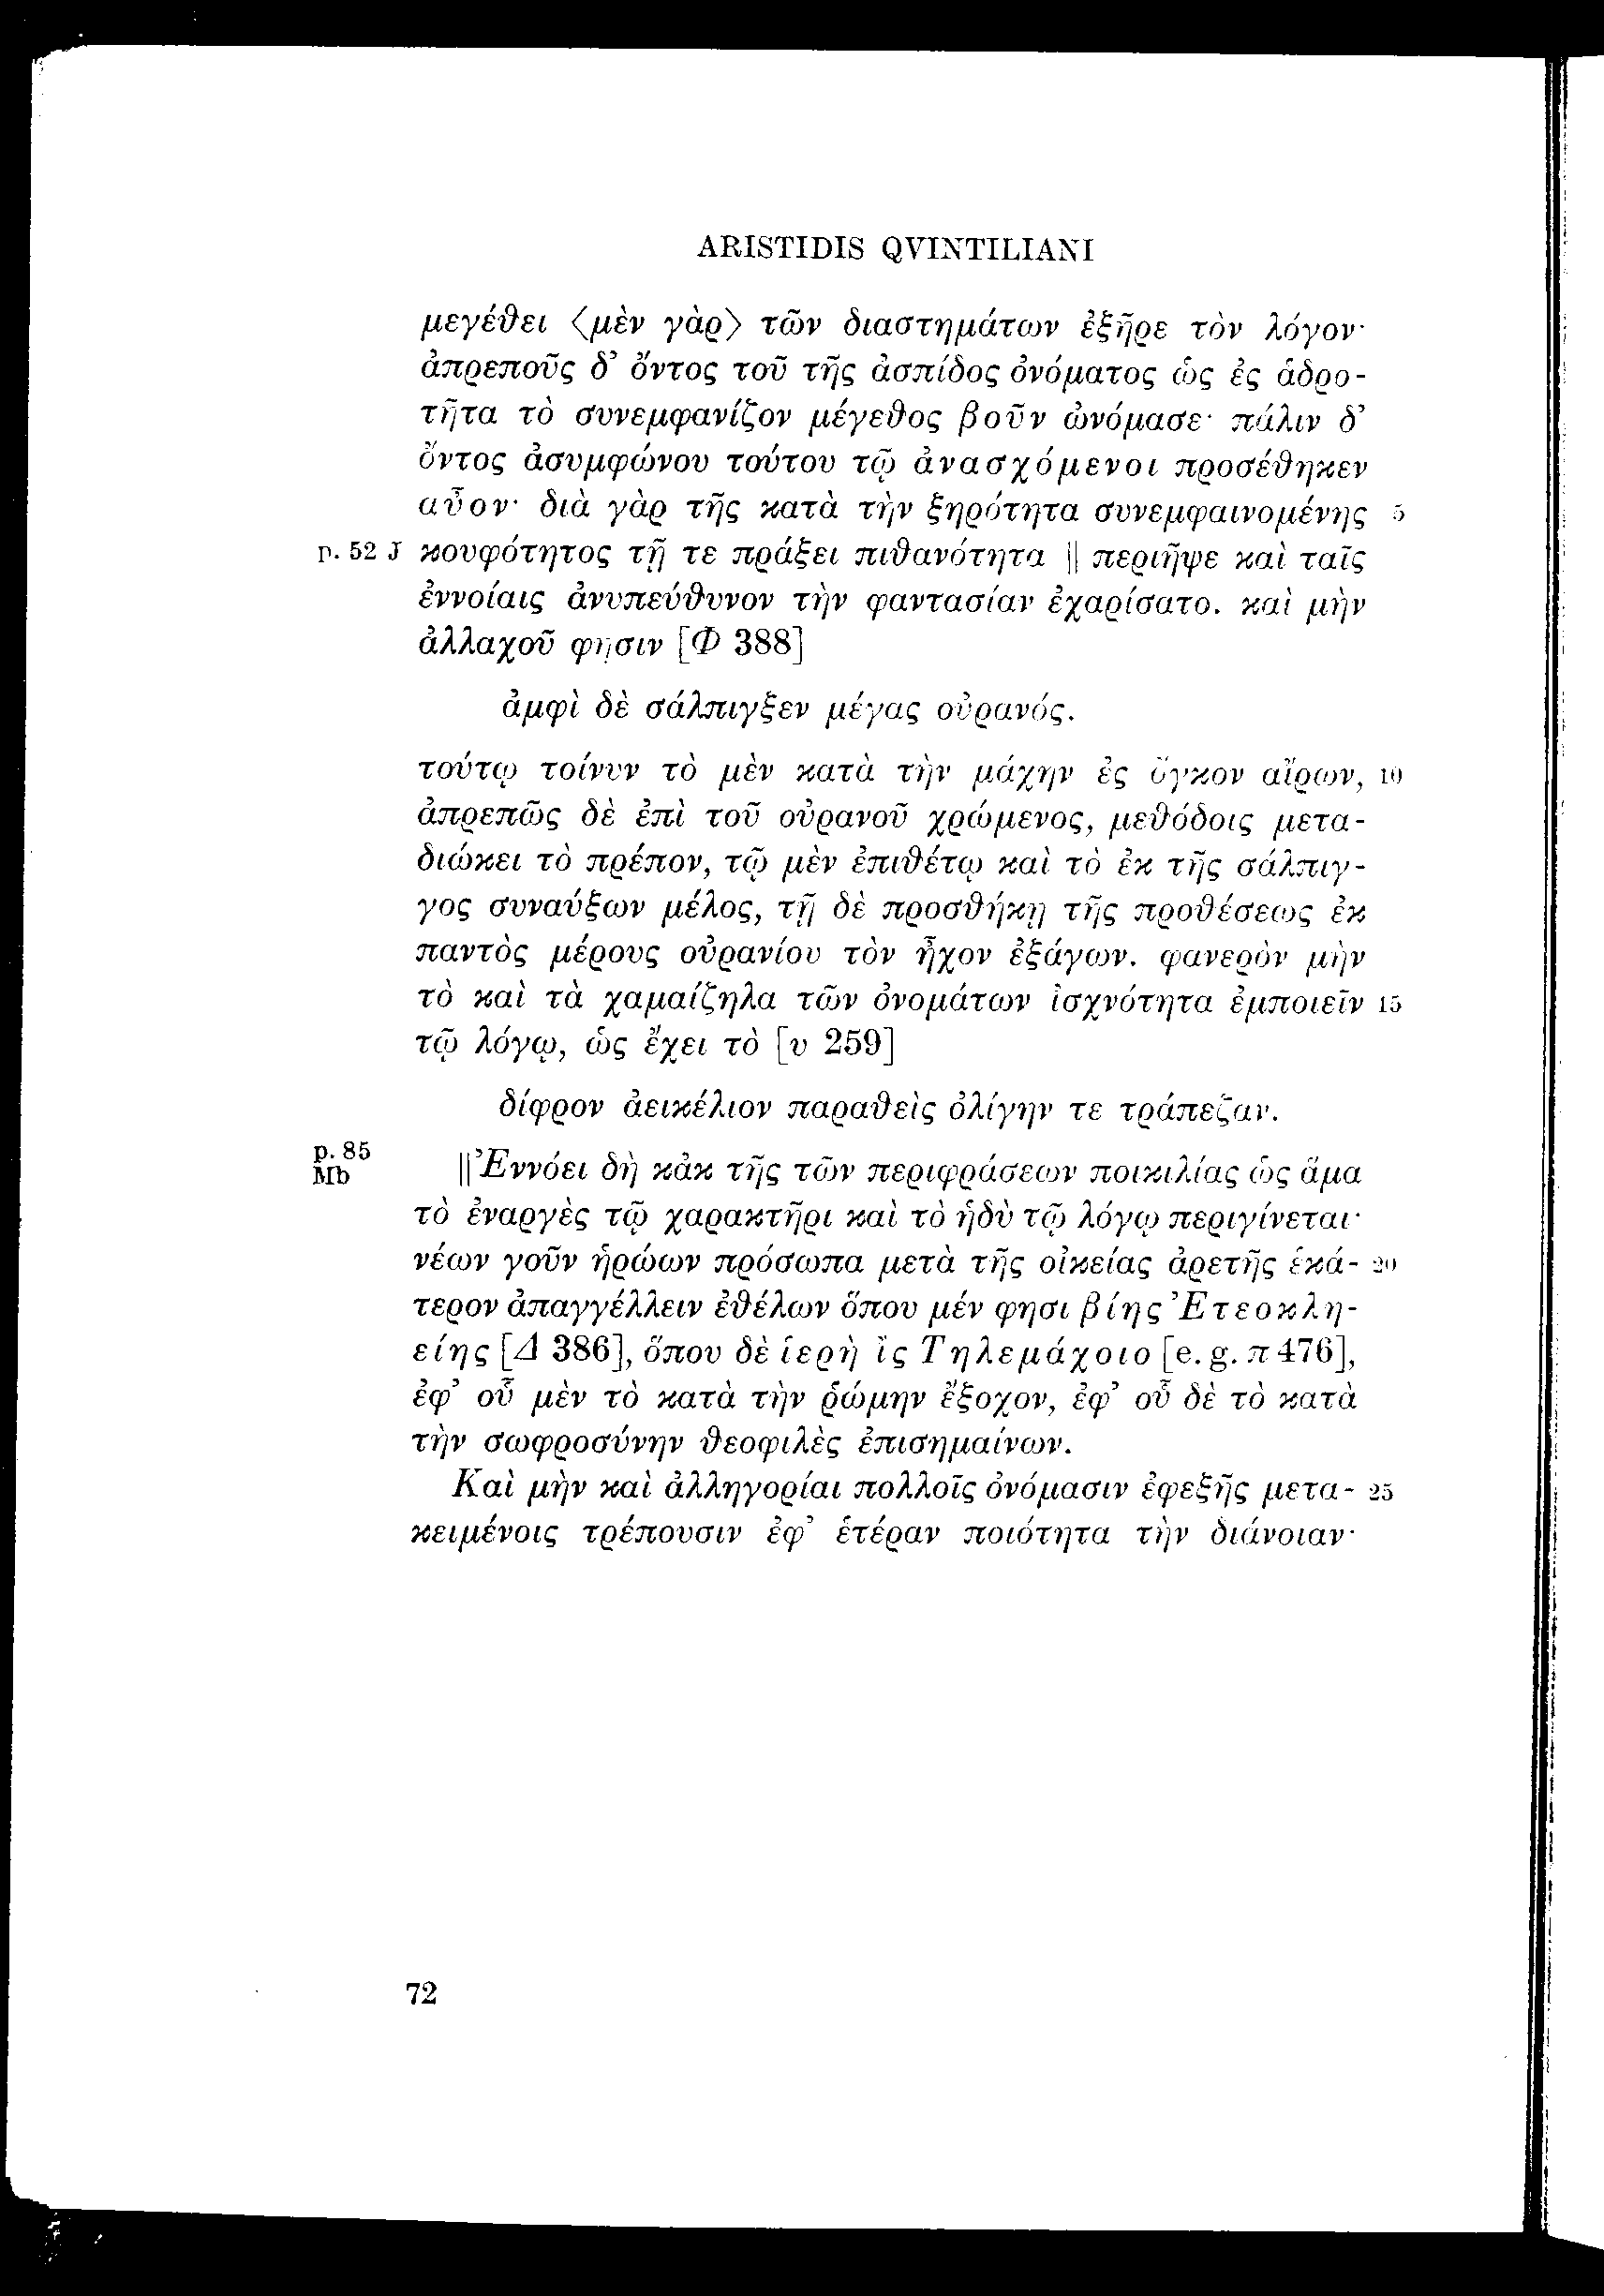 ARISTIDIS QVINTILIANI
μεγέθει ⟨μὲν γὰρ⟩ τῶν διαστημάτων ἐξῆρε τὸν λόγον·
ἀπρεποῦς δ’ ὄντος τοῦ τῆς ἀσπίδος ὀνόματος ὡς ἐς ἁδρο-
τῆτα τὸ συνεμφανίζον μέγεθος βοῦν ὠνόμασε· πάλιν δ’
ὄντος ἀσυμφώνου τούτου τῷ ἀνασχόμενοι προσέθηκεν
αὖον· διὰ γὰρ τῆς κατὰ τὴν ξηρότητα συνεμφαινομένης 5
p. 52 J κουφότητος τῇ τε πράξει πιθανότητα || περιῆψε καὶ ταῖς
ἐννοίαις ἀνυπεύθυνον τὴν φαντασίαν ἐχαρίσατο. καὶ μὴν
ἀλλαχοῦ φησιν [Φ 388]
ἀμφὶ δὲ σάλπιγξεν μέγας οὐρανός.
τούτῳ τοίνυν τὸ μὲν κατὰ τὴν μάχην ἐς ὄγκον αἴρων, 10
ἀπρεπῶς δὲ ἐπὶ τοῦ οὐρανοῦ χρώμενος, μεθόδοις μετα-
διώκει τὸ πρέπον, τῷ μὲν ἐπιθέτῳ καὶ τὸ ἐκ τῆς σάλπιγ-
γος συναύξων μέλος, τῇ δὲ προσθήκῃ τῆς προθέσεως ἐκ
παντὸς μέρους οὐρανίου τὸν ἦχον ἐξάγων. φανερὸν μὴν
τὸ καὶ τὰ χαμαίζηλα τῶν ὀνομάτων ἰσχνότητα ἐμποιεῖν 15
τῷ λόγῳ, ὡς ἔχει τὸ [υ 259]
δίφρον ἀεικέλιον παραθεὶς ὀλίγην τε τράπεζαν.
p. 85
Mb || Ἐννόει δὴ κἀκ τῆς τῶν περιφράσεων ποικιλίας ὡς ἅμα
τὸ ἐναργὲς τῷ χαρακτῆρι καὶ τὸ ἡδὺ τῷ λόγῳ περιγίνεται·
νέων γοῦν ἡρώων πρόσωπα μετὰ τῆς οἰκείας ἀρετῆς ἑκά- 20
τερον ἀπαγγέλλειν ἐθέλων ὅπου μέν φησι βίης Ἐτεοκλη-
είης [Δ 386], ὅπου δὲ ἱερὴ ἲς Τηλεμάχοιο [e. g. π 476],
ἐφ’ οὗ μὲν τὸ κατὰ τὴν ῥώμην ἔξοχον, ἐφ’ οὗ δὲ τὸ κατὰ
τὴν σωφροσύνην θεοφιλὲς ἐπισημαίνων.
Καὶ μὴν καὶ ἀλληγορίαι πολλοῖς ὀνόμασιν ἐφεξῆς μετα- 25
κειμένοις τρέπουσιν ἐφ’ ἑτέραν ποιότητα τὴν διάνοιαν·
72